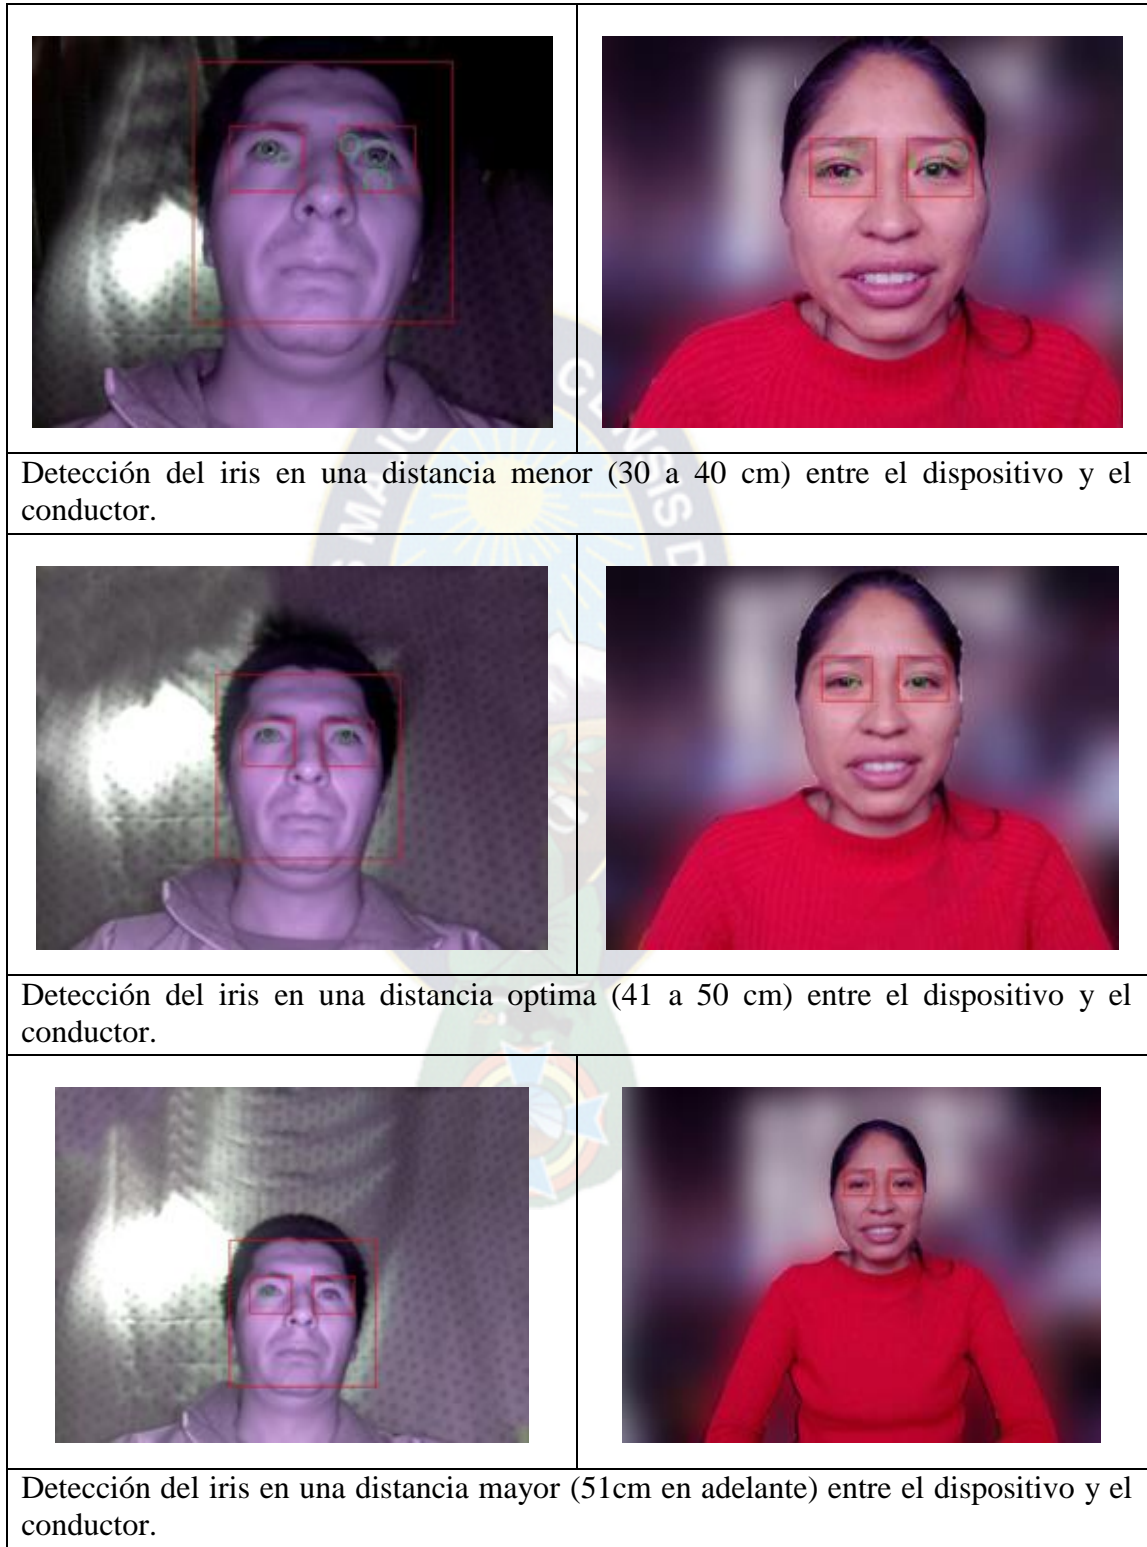 Detección del iris en una distancia menor (30 a 40 cm) entre el dispositivo y el
conductor.
Detección del iris en una distancia optima (41 a 50 cm) entre el dispositivo y el
conductor.
Detección del iris en una distancia mayor (51cm en adelante) entre el dispositivo y el
conductor.